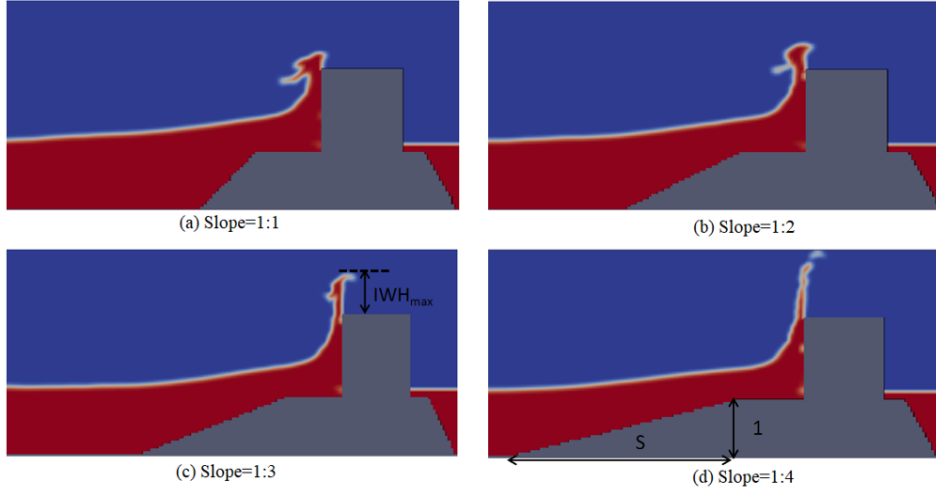 (a) Slope=1:1
(b) Slope=1:2
IWHmax
(c) Slope=1:3
S
1
(d) Slope=1:4